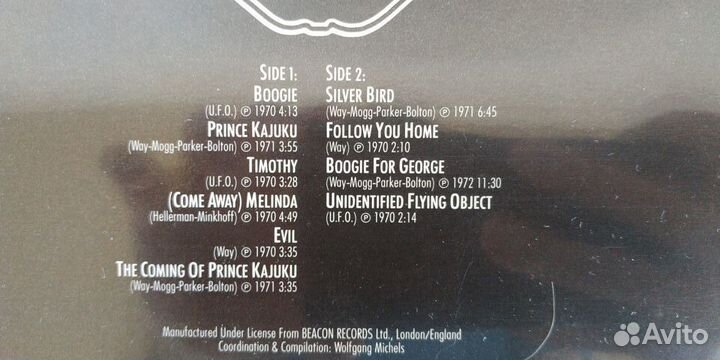 SIDE 1:
BOOGIE
(U.F.O.) ℗ 1970 4:13
PRINCE KAJUKU
(Way-Mogg-Parker-Bolton) ℗ 1971 3:55
TIMOTHY
(U.F.O.) ℗ 1970 3:28
(COME AWAY) MELINDA
(Hellerman-Minkhoff) ℗ 1970 4:49
EVIL
(Way) ℗ 1970 3:35
THE COMING OF PRINCE KAJUKU
(Way-Mogg-Parker-Bolton) ℗ 1971 3:35
SIDE 2:
SILVER BIRD
(Way-Mogg-Parker-Bolton) ℗ 1971 6:45
FOLLOW YOU HOME
(Way) ℗ 1970 2:10
BOOGIE FOR GEORGE
(Way-Mogg-Parker-Bolton) ℗ 1972 11:30
UNIDENTIFIED FLYING OBJECT
(U.F.O.) ℗ 1970 2:14
Manufactured Under License From BEACON RECORDS Ltd., London/England
Coordination & Compilation: Wolfgang Michels
Avito